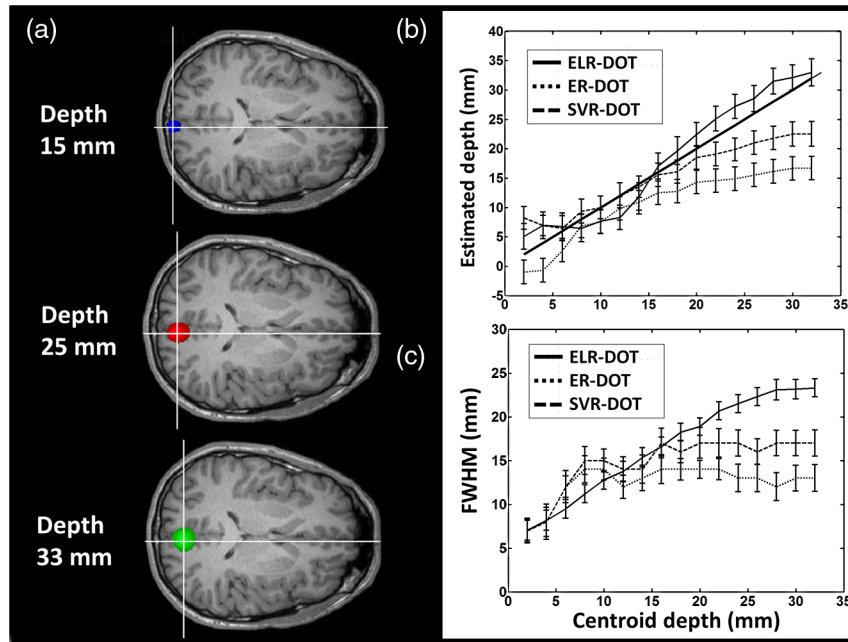 (a)
Depth
15 mm
Depth
25 mm
Depth
33 mm
(b)
Estimated depth (mm)
40
35
30
25
20
15
10
5
0
-5
ELR-DOT
ER-DOT
SVR-DOT
0 5 10 15 20 25 30 35
(c)
FWHM (mm)
30
25
20
15
10
5
0
ELR-DOT
ER-DOT
SVR-DOT
0 5 10 15 20 25 30 35
Centroid depth (mm)